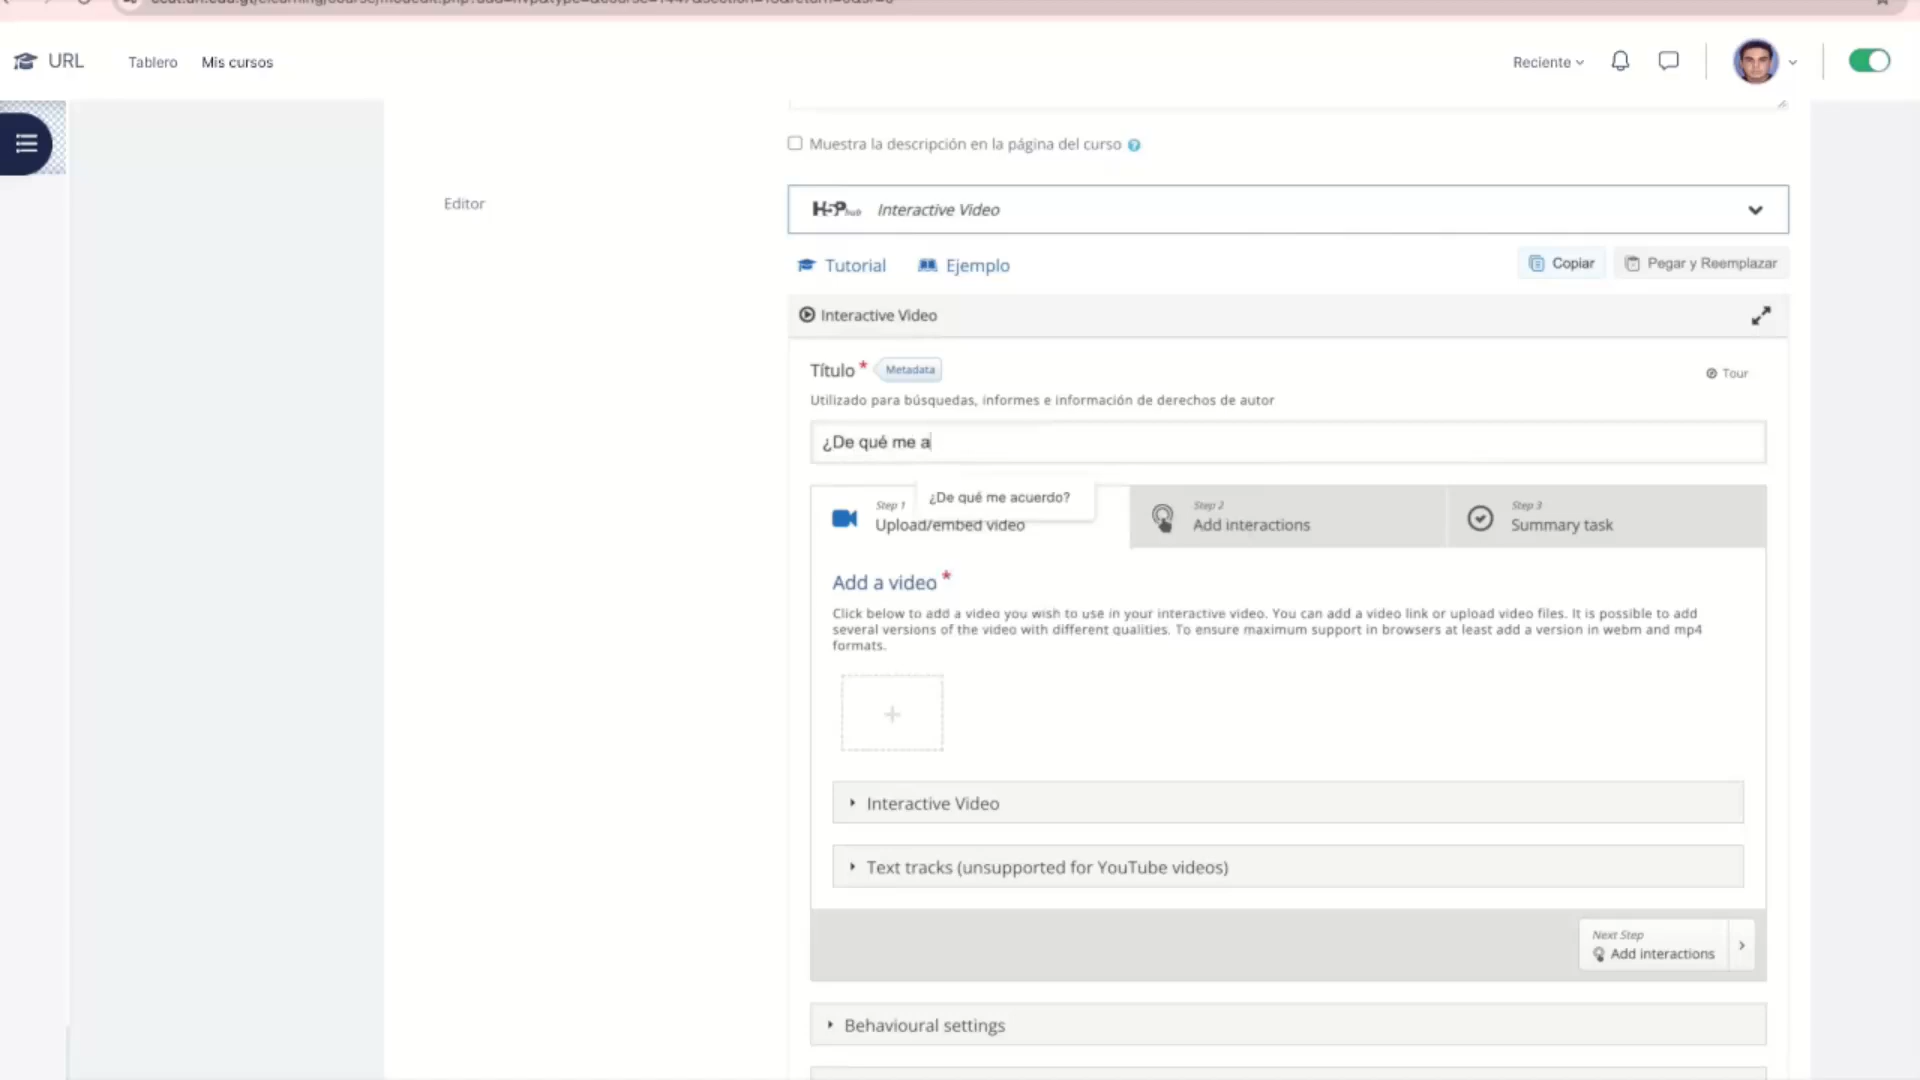 URL
Tablero
Mis cursos
Reciente
Muestra la descripción en la página del curso
Editor
H5P hub Interactive Video
Tutorial
Ejemplo
Copiar
Pegar y Reemplazar
Interactive Video
Título *
Metadata
Tour
Utilizado para búsquedas, informes e información de derechos de autor
¿De qué me a
¿De qué me acuerdo?
Step 1
Upload/embed video
Step 2
Add interactions
Step 3
Summary task
Add a video *
Click below to add a video you wish to use in your interactive video. You can add a video link or upload video files. It is possible to add
several versions of the video with different qualities. To ensure maximum support in browsers at least add a version in webm and mp4
formats.
Interactive Video
Text tracks (unsupported for YouTube videos)
Next Step
Add interactions
Behavioural settings